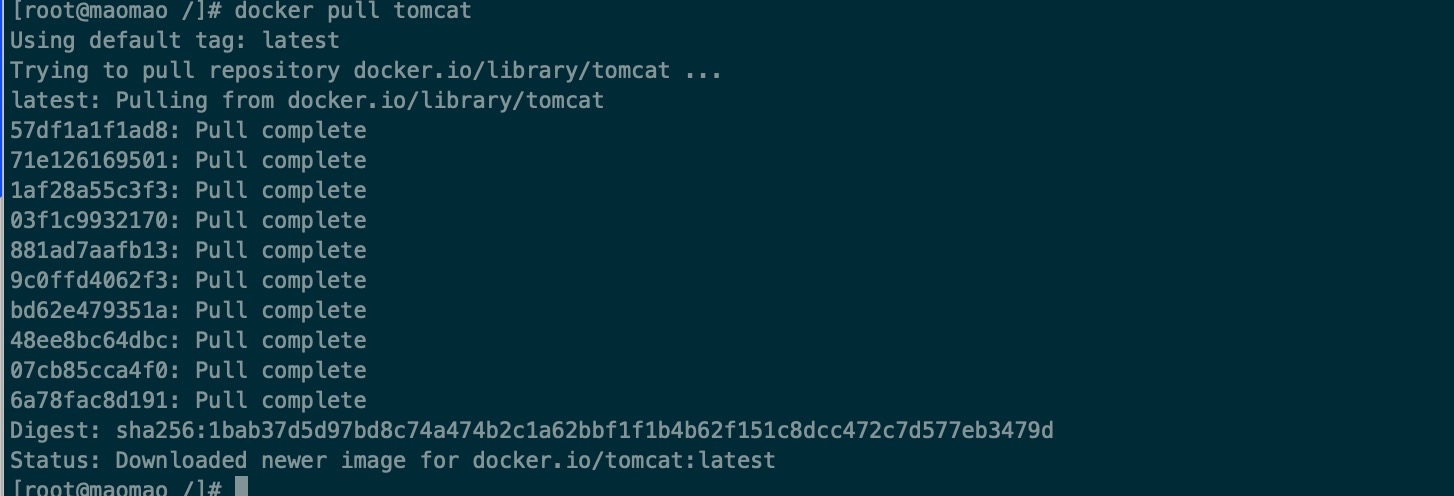 [root@maomao /]# docker pull tomcat
Using default tag: latest
Trying to pull repository docker.io/library/tomcat ...
latest: Pulling from docker.io/library/tomcat
57df1a1f1ad8: Pull complete
71e126169501: Pull complete
1af28a55c3f3: Pull complete
03f1c9932170: Pull complete
881ad7aafb13: Pull complete
9c0ffd4062f3: Pull complete
bd62e479351a: Pull complete
48ee8bc64dbc: Pull complete
07cb85cca4f0: Pull complete
6a78fac8d191: Pull complete
Digest: sha256:1bab37d5d97bd8c74a474b2c1a62bbf1f1b4b62f151c8dcc472c7d577eb3479d
Status: Downloaded newer image for docker.io/tomcat:latest
[root@maomao /]#